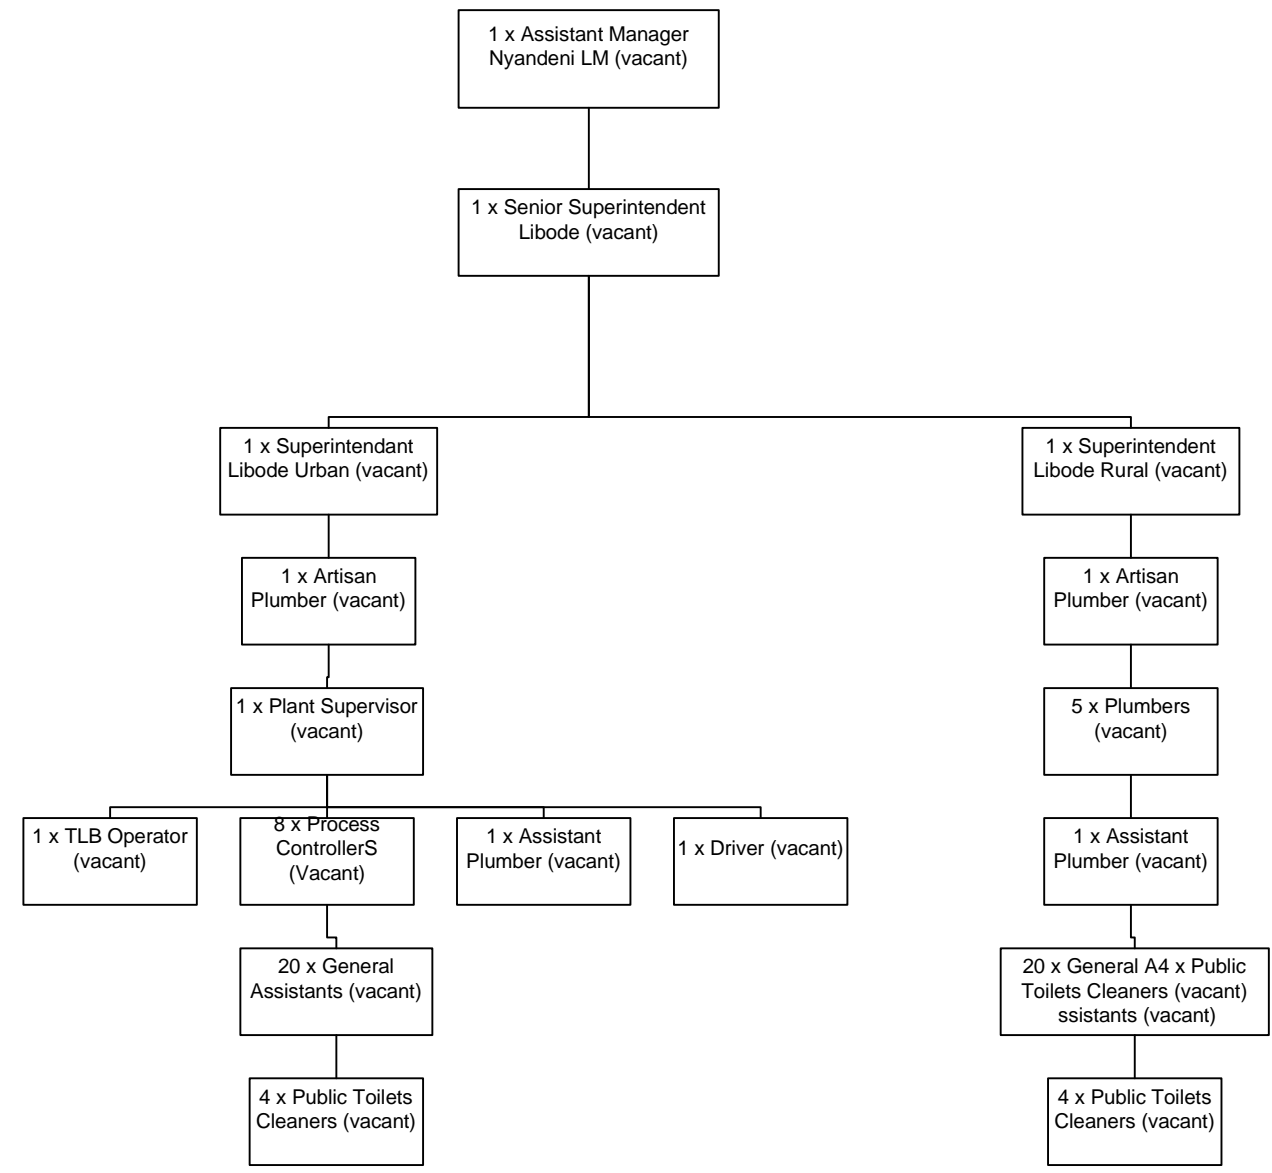 1 x Assistant Manager
Nyandeni LM (vacant)
1 x Senior Superintendent
Libode (vacant)
1 x Superintendant
Libode Urban (vacant)
1 x Superintendent
Libode Rural (vacant)
1 x Artisan
Plumber (vacant)
1 x Artisan
Plumber (vacant)
1 x Plant Supervisor
(vacant)
5 x Plumbers
(vacant)
1 x TLB Operator
(vacant)
8 x Process
ControllerS
(Vacant)
1 x Assistant
Plumber (vacant)
1 x Driver (vacant)
1 x Assistant
Plumber (vacant)
20 x General
Assistants (vacant)
20 x General A4 x Public
Toilets Cleaners (vacant)
ssistants (vacant)
4 x Public Toilets
Cleaners (vacant)
4 x Public Toilets
Cleaners (vacant)